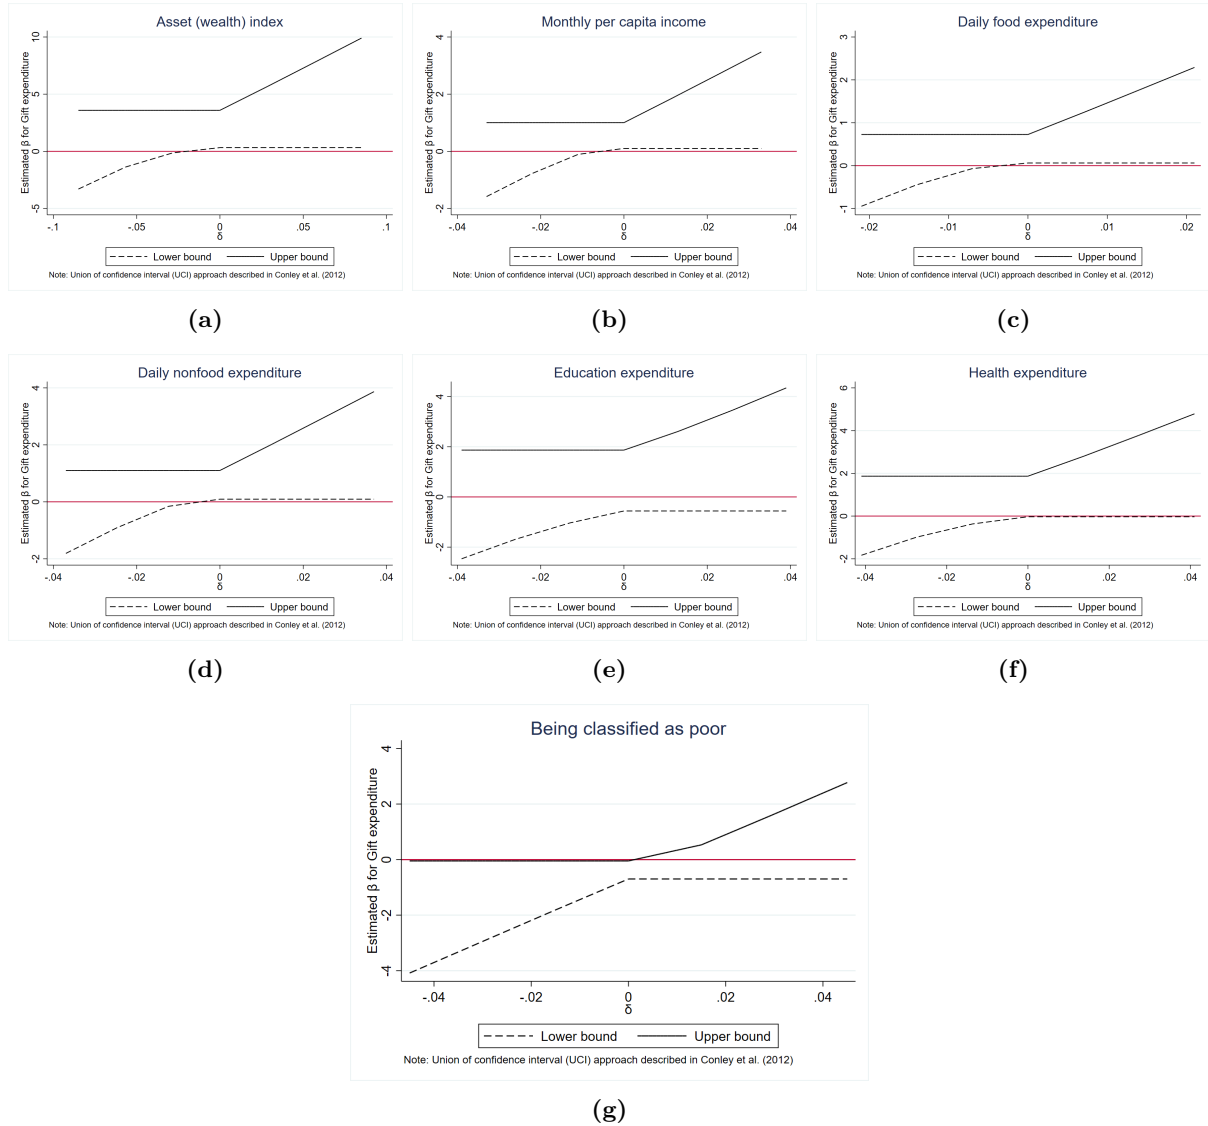 Asset (wealth) index
Estimated β for Gift expenditure
10
5
0
-5
-.1
-.05
0
.05
.1
δ
Lower bound
Upper bound
Note: Union of confidence interval (UCI) approach described in Conley et al. (2012)
(a)
Monthly per capita income
Estimated β for Gift expenditure
4
2
0
-2
-.04
-.02
0
.02
.04
δ
Lower bound
Upper bound
Note: Union of confidence interval (UCI) approach described in Conley et al. (2012)
(b)
Daily food expenditure
Estimated β for Gift expenditure
3
2
1
0
-1
-.02
-.01
0
.01
.02
δ
Lower bound
Upper bound
Note: Union of confidence interval (UCI) approach described in Conley et al. (2012)
(c)
Daily nonfood expenditure
Estimated β for Gift expenditure
4
2
0
-2
-.04
-.02
0
.02
.04
δ
Lower bound
Upper bound
Note: Union of confidence interval (UCI) approach described in Conley et al. (2012)
(d)
Education expenditure
Estimated β for Gift expenditure
4
2
0
-2
-.04
-.02
0
.02
.04
δ
Lower bound
Upper bound
Note: Union of confidence interval (UCI) approach described in Conley et al. (2012)
(e)
Health expenditure
Estimated β for Gift expenditure
6
4
2
0
-2
-.04
-.02
0
.02
.04
δ
Lower bound
Upper bound
Note: Union of confidence interval (UCI) approach described in Conley et al. (2012)
(f)
Being classified as poor
Estimated β for Gift expenditure
4
2
0
-2
-4
-.04
-.02
0
.02
.04
δ
Lower bound
Upper bound
Note: Union of confidence interval (UCI) approach described in Conley et al. (2012)
(g)